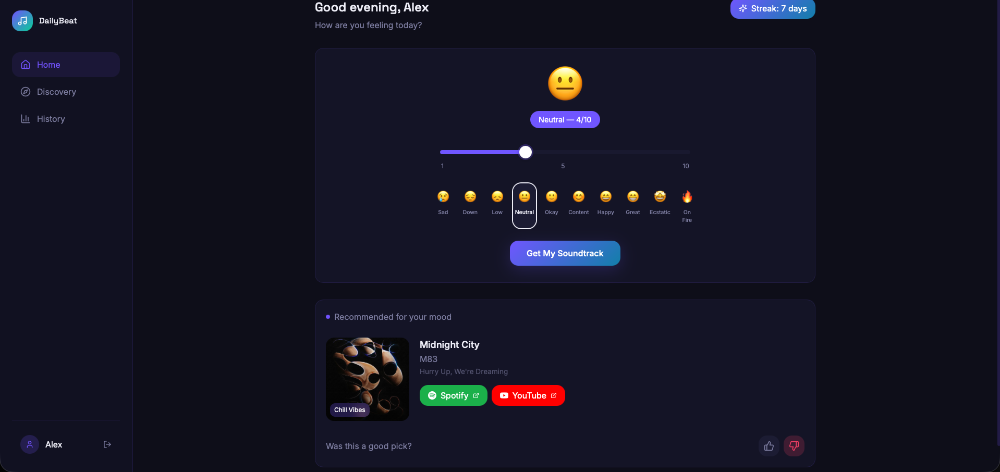 DailyBeat
Home
Discovery
History
Alex
Good evening, Alex
How are you feeling today?
Streak: 7 days
Neutral — 4/10
1 5 10
Sad Down Low Neutral Okay Content Happy Great Ecstatic On Fire
Get My Soundtrack
Recommended for your mood
Chill Vibes
Midnight City
M83
Hurry Up, We're Dreaming
Spotify YouTube
Was this a good pick?